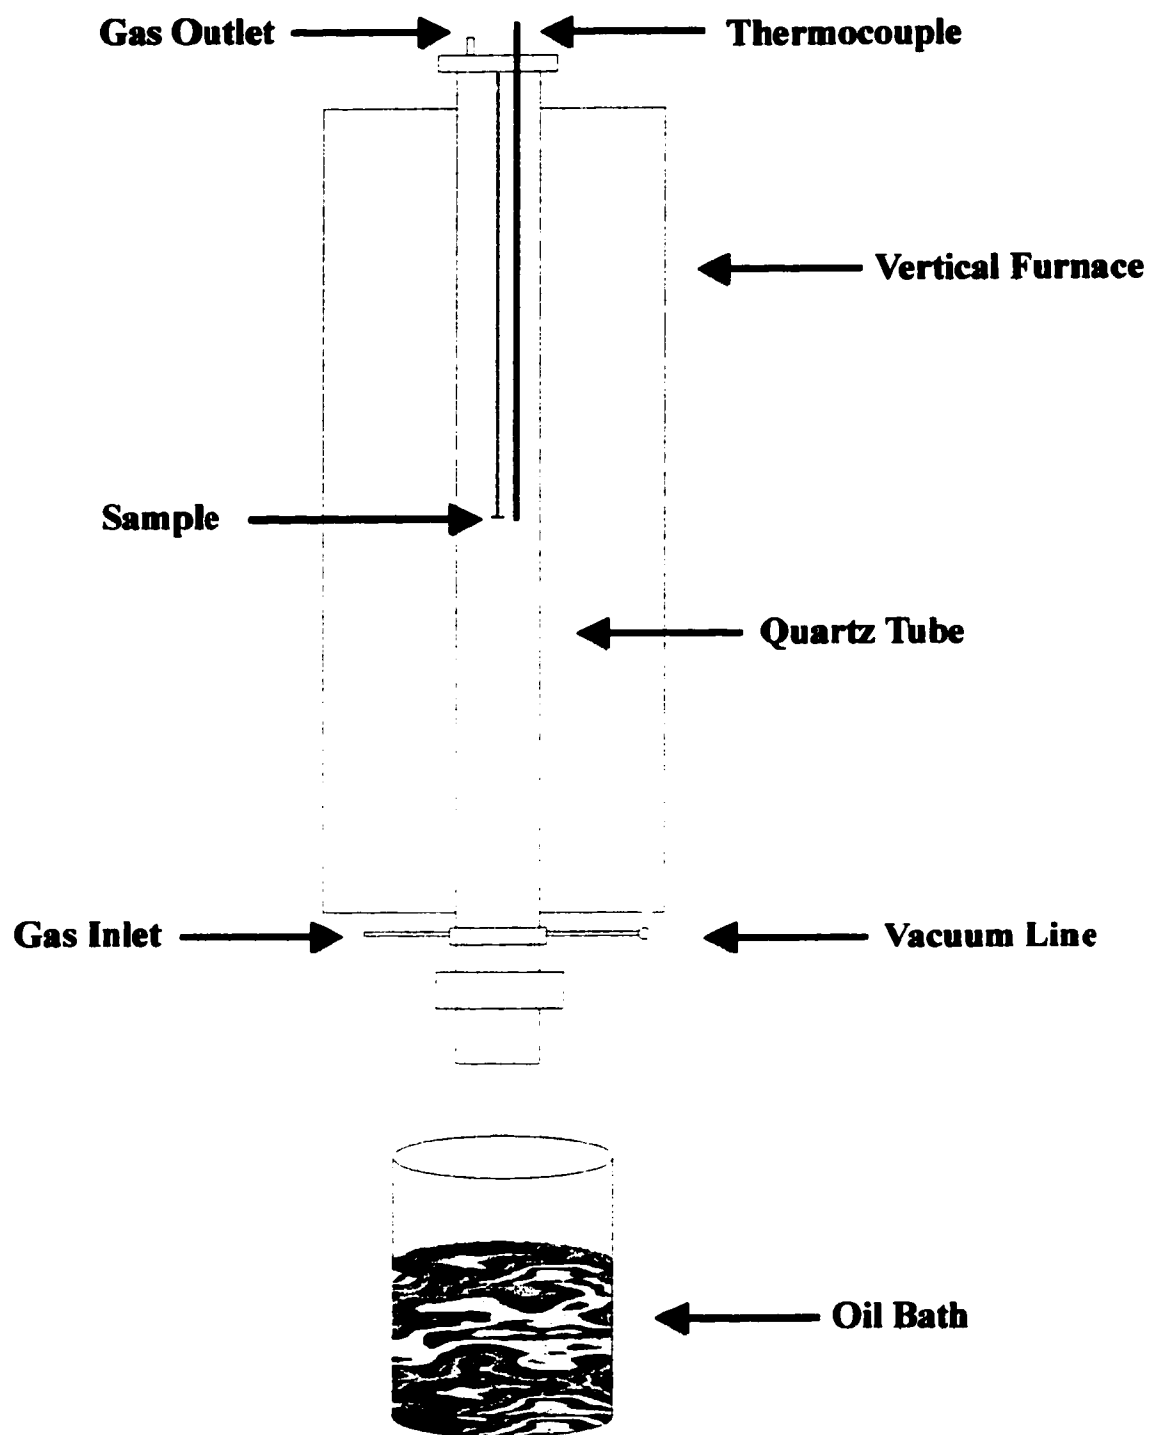 Gas Outlet
Thermocouple
Vertical Furnace
Sample
Quartz Tube
Gas Inlet
Vacuum Line
Oil Bath